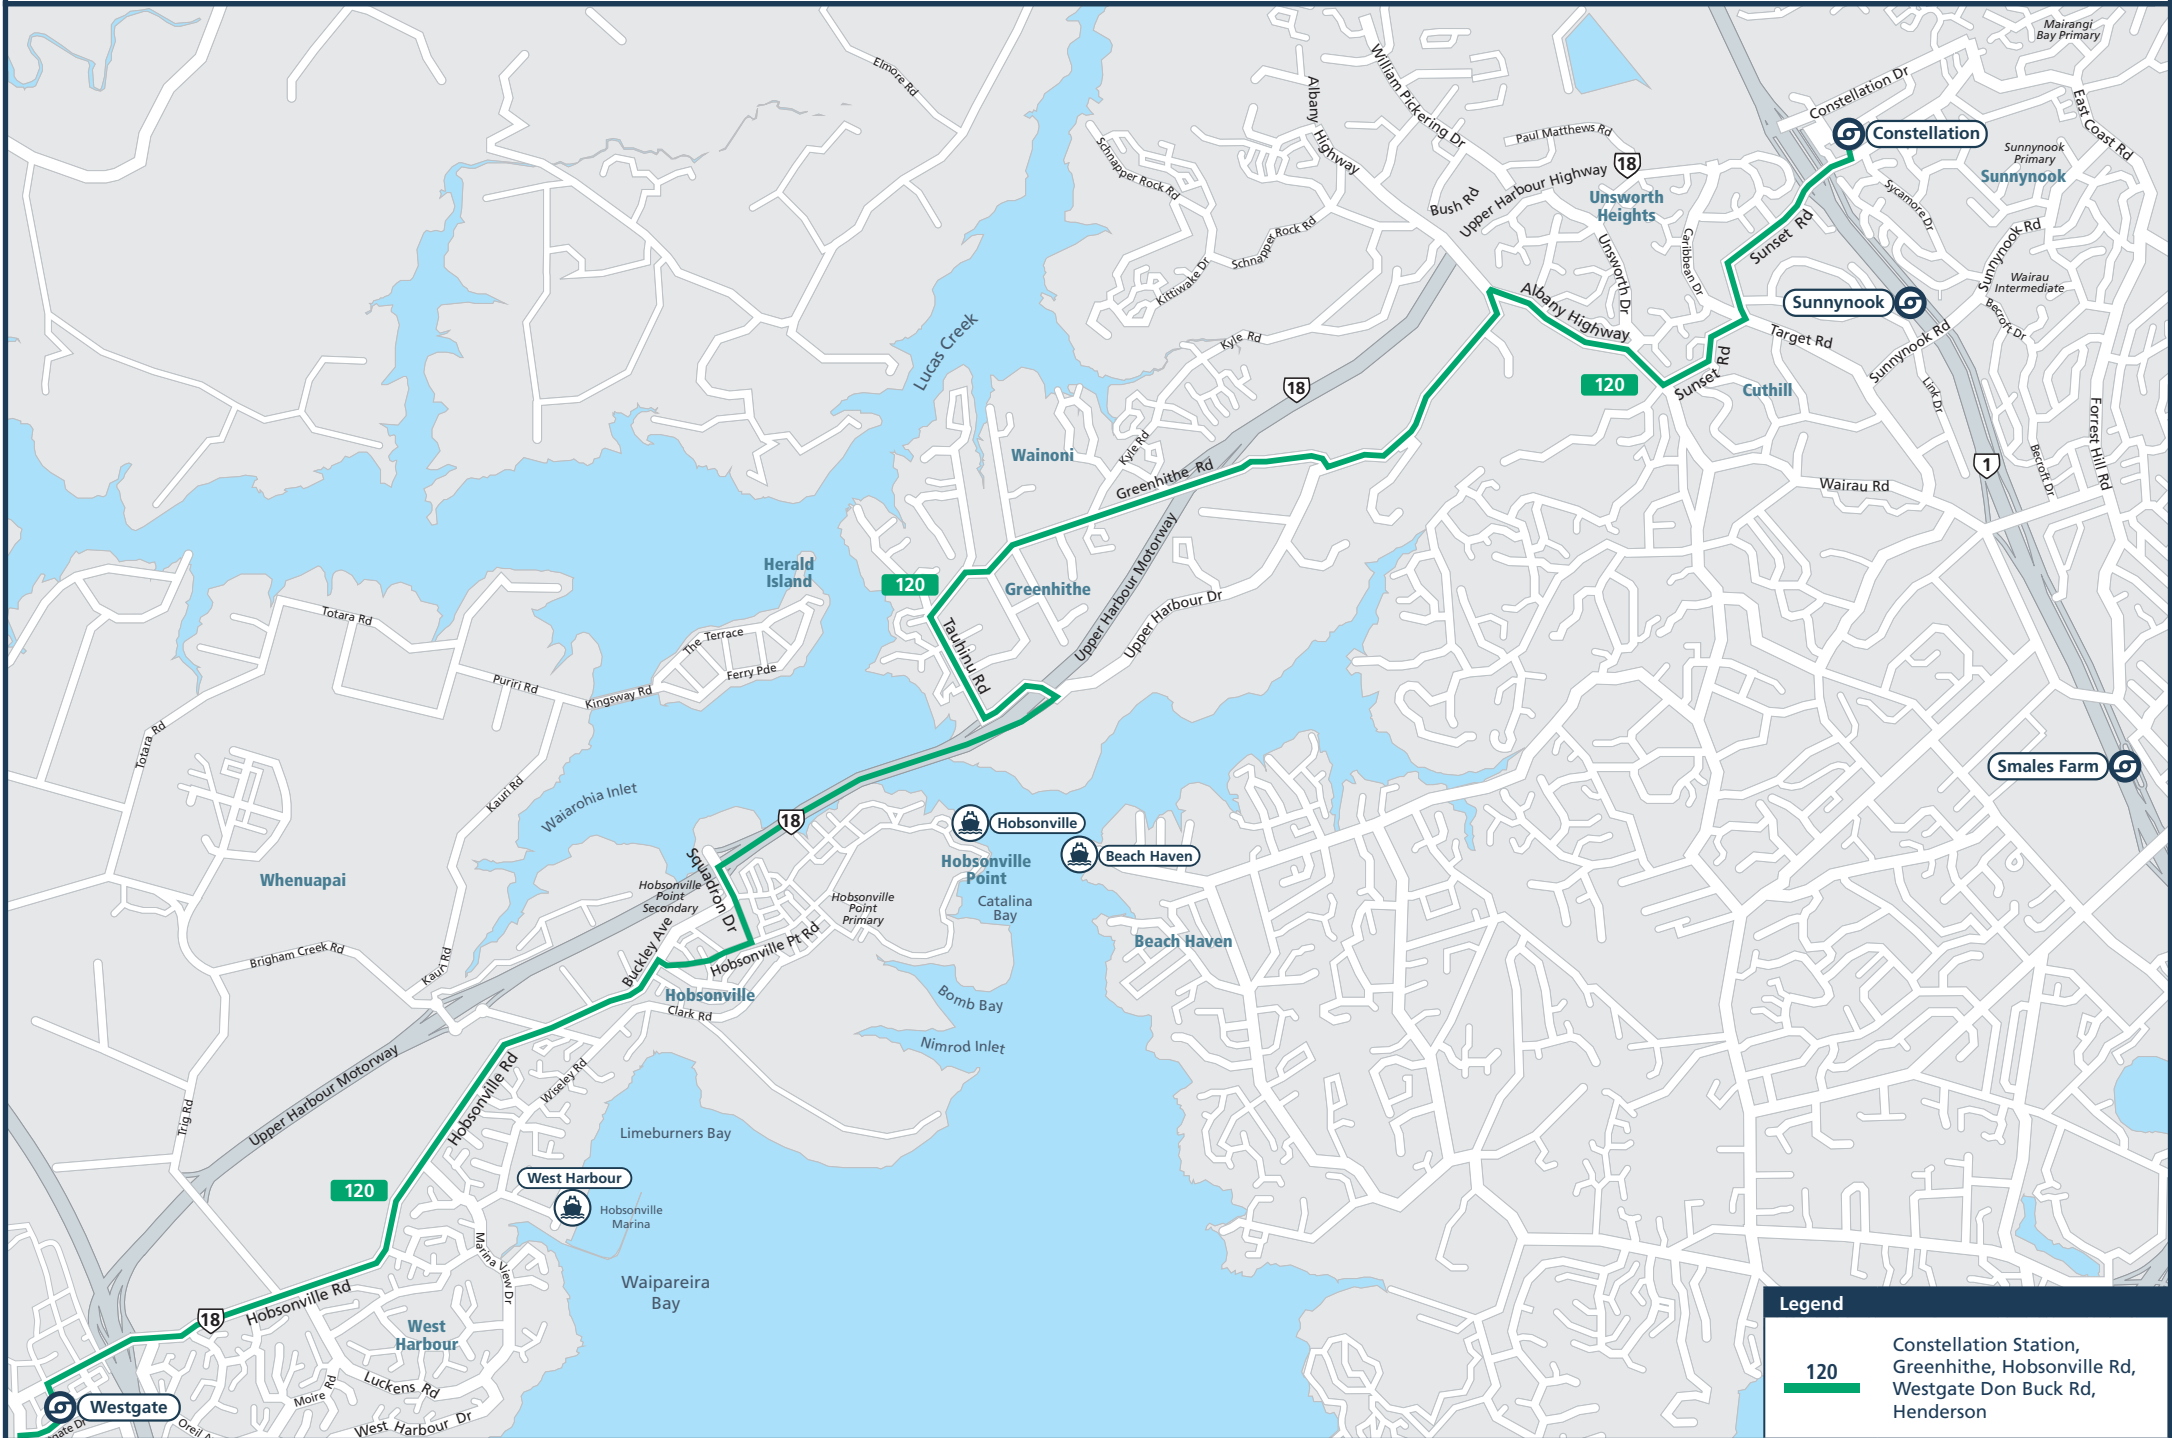 Mairangi
Bay Primary
Elmore Rd
William Pickering Dr
Albany Highway
Constellation Dr
East Coast Rd
Paul Matthews Rd
Constellation
Schnapper Rock Rd
Upper Harbour Highway
18
Sunnynook
Primary
Sunnynook
Bush Rd
Unsworth
Heights
Sycamore Dr
Schnapper Rock Rd
Kittiwake Dr
Unsworth Dr
Caribbean Dr
Sunset Rd
Sunnynook Rd
Wairau
Intermediate
Sunnynook
Becroft Dr
Albany Highway
Target Rd
Sunnynook Rd
Lucas Creek
Kyle Rd
18
120
Sunset Rd
Cuthill
Link Dr
Forrest Hill Rd
Wainoni
Kyle Rd
Greenhithe Rd
1
Becroft Dr
Wairau Rd
Upper Harbour Motorway
Herald
Island
120
Greenhithe
Totara Rd
The Terrace
Ferry Pde
Tauhinu Rd
Upper Harbour Dr
Puriri Rd
Kingsway Rd
Totara Rd
Kauri Rd
Waiarohia Inlet
Smales Farm
18
Hobsonville
Beach Haven
Squadron Dr
Hobsonville
Point
Whenuapai
Hobsonville
Point
Secondary
Hobsonville
Point
Primary
Catalina
Bay
Buckley Ave
Hobsonville Pt Rd
Beach Haven
Brigham Creek Rd
Kauri Rd
Hobsonville
Clark Rd
Bomb Bay
Nimrod Inlet
Upper Harbour Motorway
Hobsonville Rd
Wiseley Rd
Trig Rd
Limeburners Bay
West Harbour
120
Hobsonville
Marina
Marina View Dr
Waipareira
Bay
Hobsonville Rd
18
West
Harbour
Luckens Rd
Moire Rd
Westgate
West Harbour Dr
Legend
120
Constellation Station,
Greenhithe, Hobsonville Rd,
Westgate Don Buck Rd,
Henderson